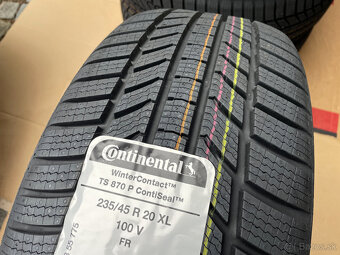 Continental
WinterContact™
TS 870 P ContiSeal™
235/45 R 20 XL
100 V
FR